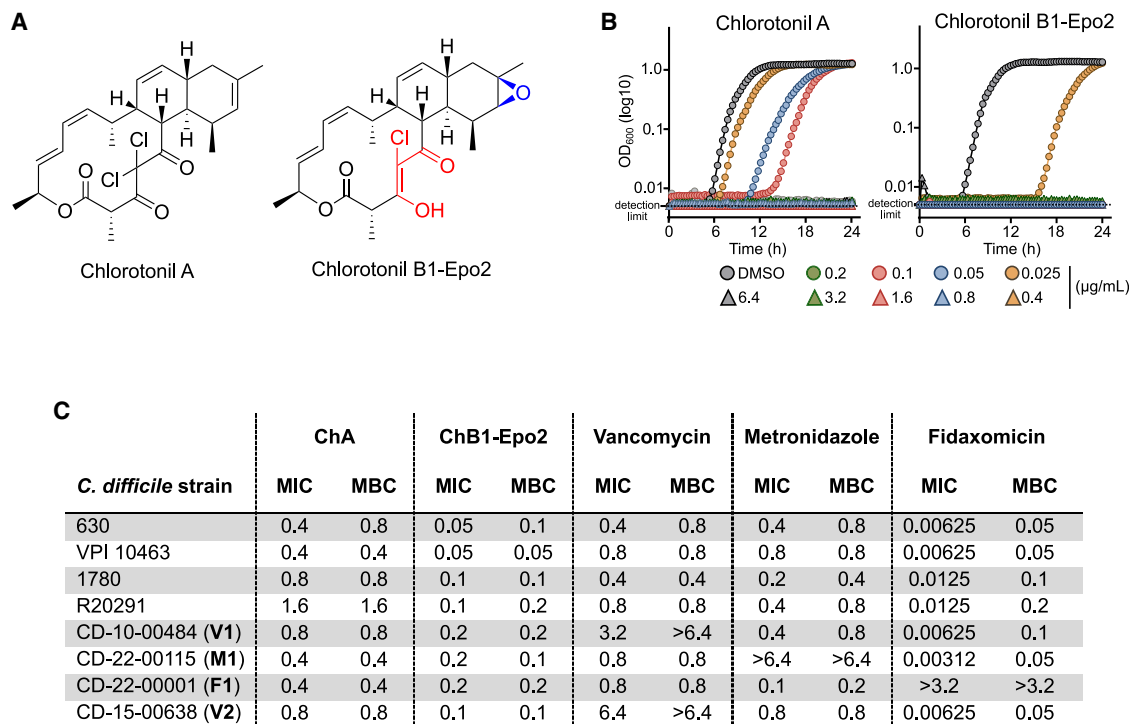 A
H
H
H
H
Cl
Cl
O
O
O
O
Chlorotonil A
H
H
H
H
O
Cl
O
O
O
OH
Chlorotonil B1-Epo2
B
Chlorotonil A
Chlorotonil B1-Epo2
OD600 (log10)
1.0
0.1
0.01
detection limit
0 6 12 18 24
Time (h)
1.0
0.1
0.01
detection limit
0 6 12 18 24
Time (h)
DMSO 0.2 0.1 0.05 0.025
6.4 3.2 1.6 0.8 0.4
(µg/mL)
C
ChA ChB1-Epo2 Vancomycin Metronidazole Fidaxomicin
C. difficile strain MIC MBC MIC MBC MIC MBC MIC MBC MIC MBC
630 0.4 0.8 0.05 0.1 0.4 0.8 0.4 0.8 0.00625 0.05
VPI 10463 0.4 0.4 0.05 0.05 0.8 0.8 0.8 0.8 0.00625 0.05
1780 0.8 0.8 0.1 0.1 0.4 0.4 0.2 0.4 0.0125 0.1
R20291 1.6 1.6 0.1 0.2 0.8 0.8 0.4 0.8 0.0125 0.2
CD-10-00484 (V1) 0.8 0.8 0.2 0.2 3.2 >6.4 0.4 0.8 0.00625 0.1
CD-22-00115 (M1) 0.4 0.4 0.2 0.1 0.8 0.8 >6.4 >6.4 0.00312 0.05
CD-22-00001 (F1) 0.4 0.4 0.2 0.2 0.8 0.8 0.1 0.2 >3.2 >3.2
CD-15-00638 (V2) 0.8 0.8 0.1 0.1 6.4 >6.4 0.8 0.8 0.00625 0.05